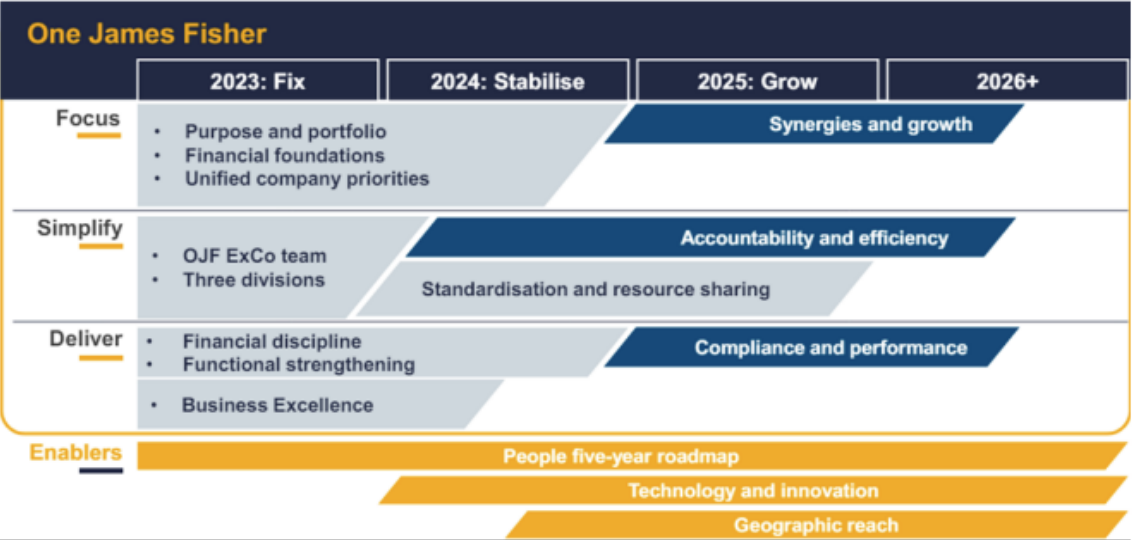 One James Fisher
2023: Fix
2024: Stabilise
2025: Grow
2026+
Focus
• Purpose and portfolio
• Financial foundations
• Unified company priorities
Synergies and growth
Simplify
• OJF ExCo team
• Three divisions
Accountability and efficiency
Standardisation and resource sharing
Deliver
• Financial discipline
• Functional strengthening
• Business Excellence
Compliance and performance
Enablers
People five-year roadmap
Technology and innovation
Geographic reach